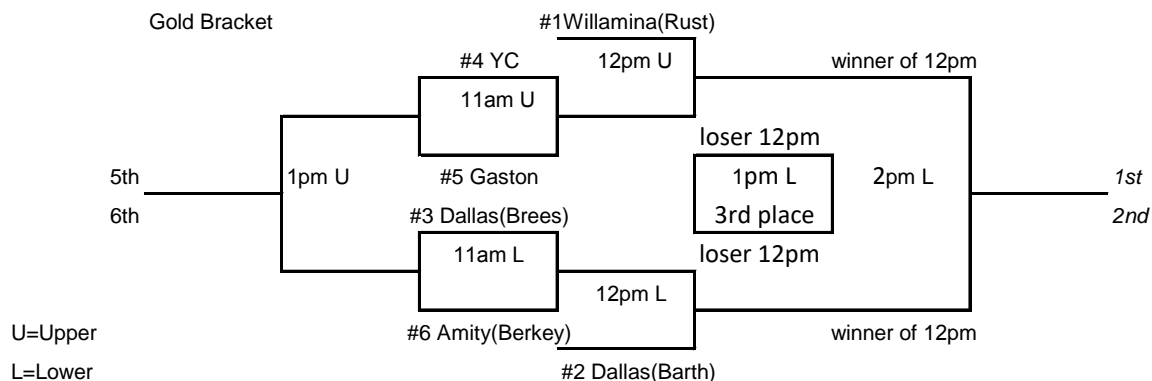 Gold Bracket
#1Willamina(Rust)
#4 YC
12pm U
winner of 12pm
11am U
loser 12pm
5th
1pm U
#5 Gaston
1pm L
2pm L
1st
6th
#3 Dallas(Brees)
3rd place
2nd
11am L
loser 12pm
12pm L
U=Upper
#6 Amity(Berkey)
winner of 12pm
L=Lower
#2 Dallas(Barth)